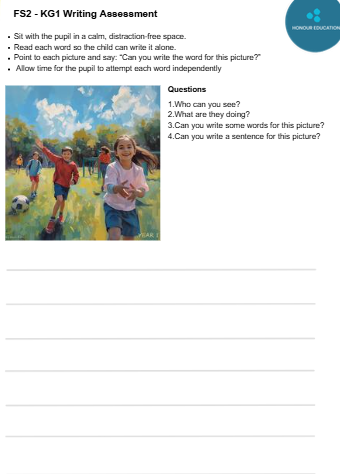 FS2 - KG1 Writing Assessment
HONOUR EDUCATION
• Sit with the pupil in a calm, distraction-free space.
• Read each word so the child can write it alone.
• Point to each picture and say: “Can you write the word for this picture?”
• Allow time for the pupil to attempt each word independently
Questions
1.Who can you see?
2.What are they doing?
3.Can you write some words for this picture?
4.Can you write a sentence for this picture?
YEAR 1